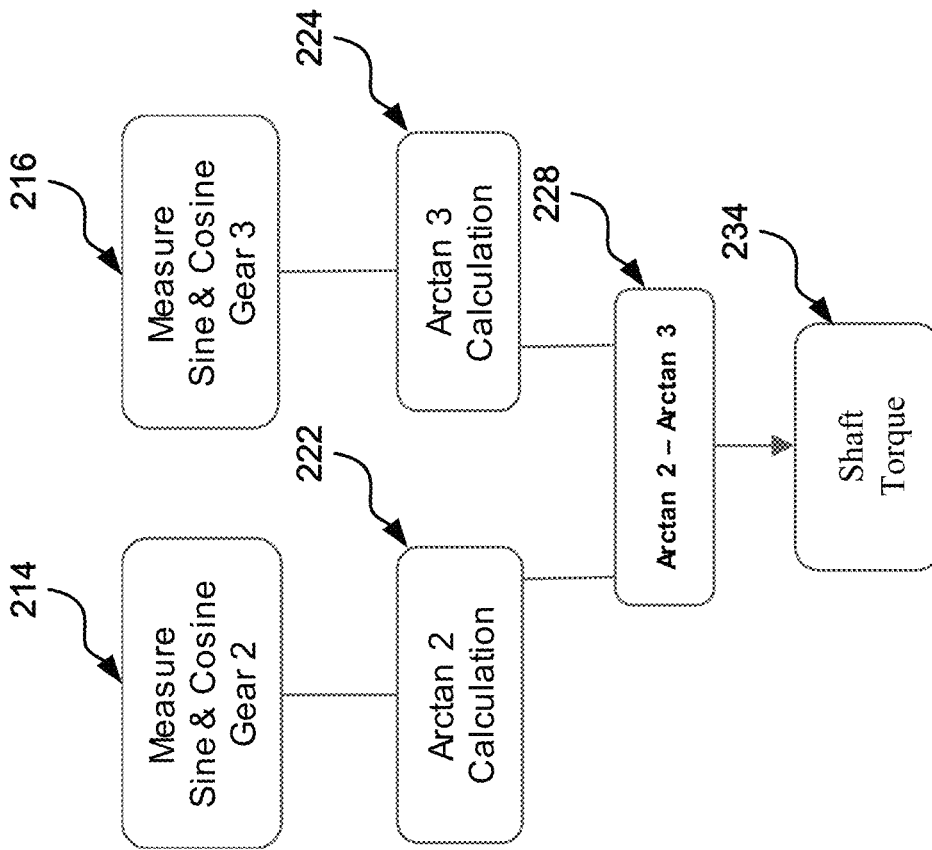 214
Measure
Sine & Cosine
Gear 2
216
Measure
Sine & Cosine
Gear 3
222
Arctan 2
Calculation
224
Arctan 3
Calculation
228
Arctan 2 – Arctan 3
234
Shaft
Torque